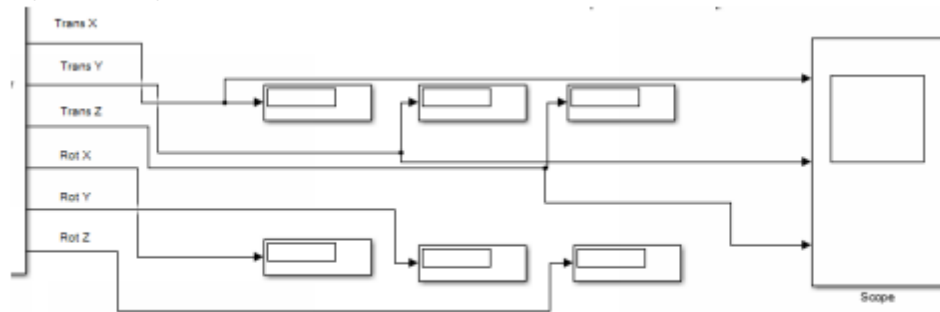 Trans X
Trans Y
Trans Z
Rot X
Rot Y
Rot Z
Scope